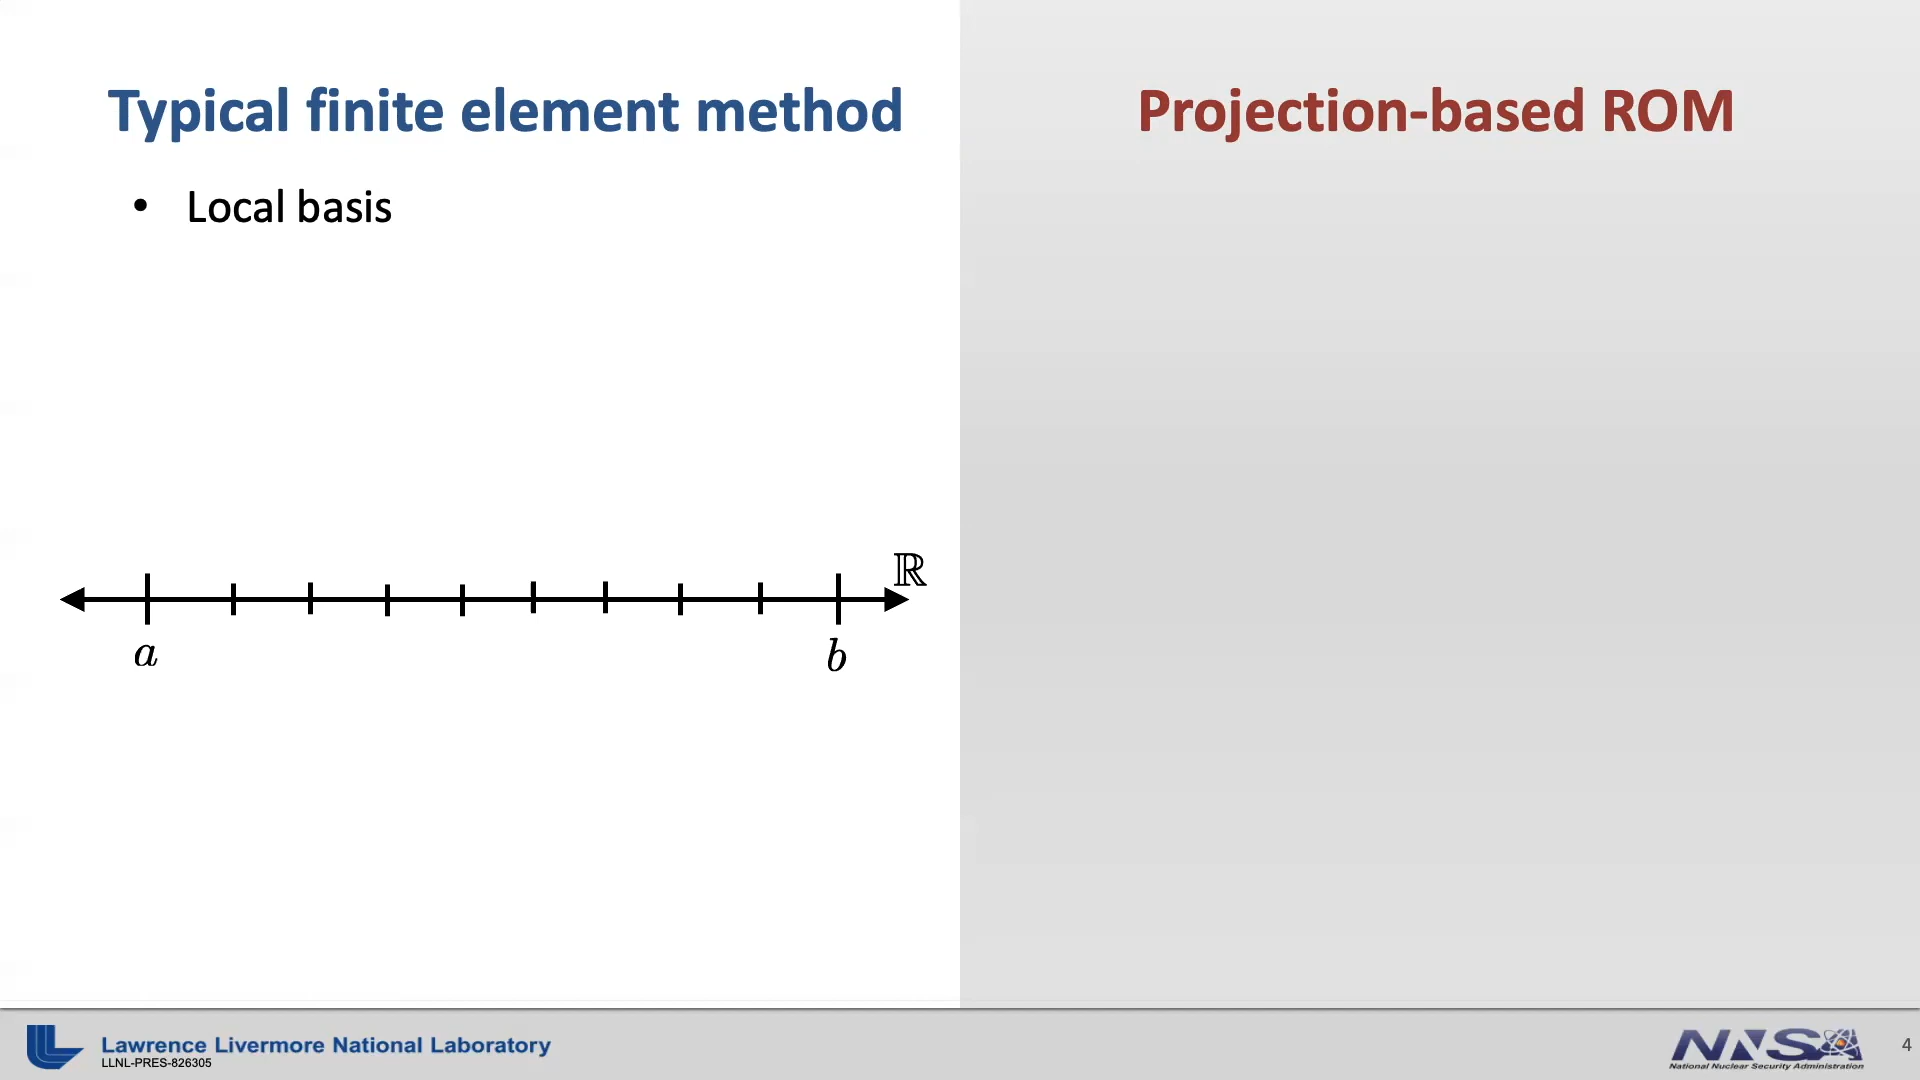 Typical finite element method
• Local basis
ℝ
a
b
Projection-based ROM
Lawrence Livermore National Laboratory
LLNL-PRES-826305
NNSA
National Nuclear Security Administration
4